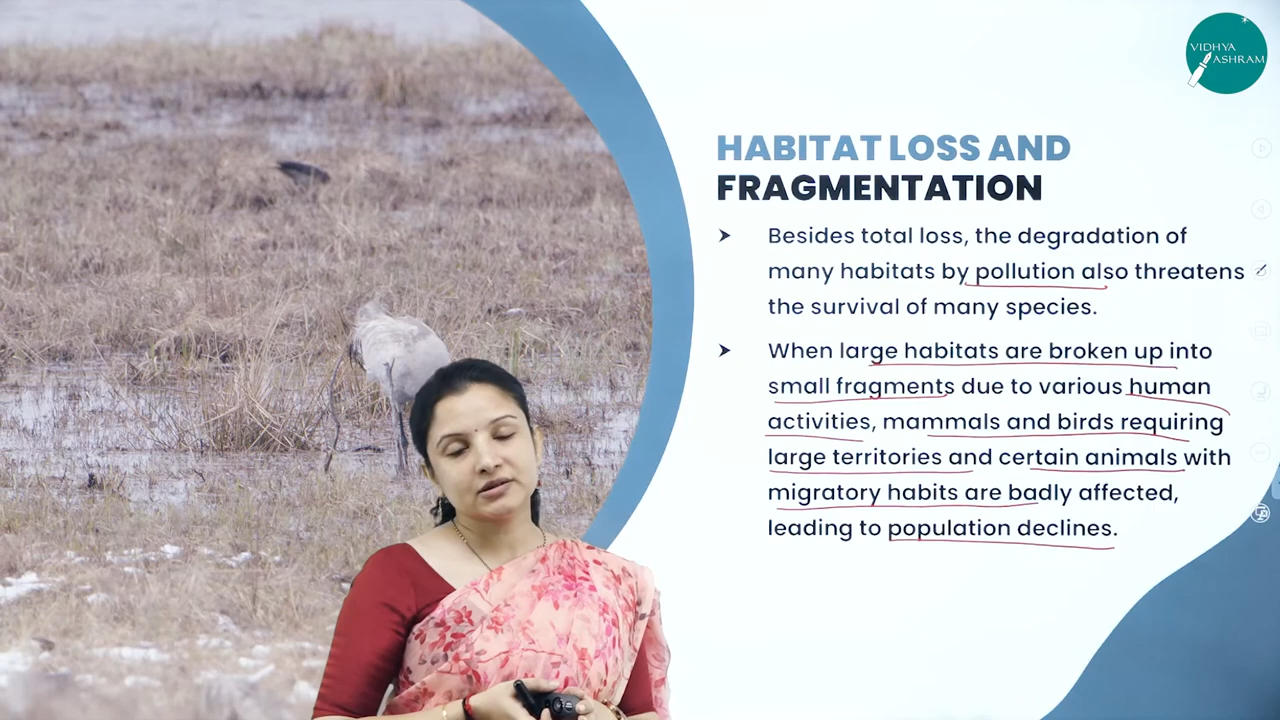 VIDHYA
ASHRAM
HABITAT LOSS AND
FRAGMENTATION
➤ Besides total loss, the degradation of
many habitats by pollution also threatens
the survival of many species.
➤ When large habitats are broken up into
small fragments due to various human
activities, mammals and birds requiring
large territories and certain animals with
migratory habits are badly affected,
leading to population declines.